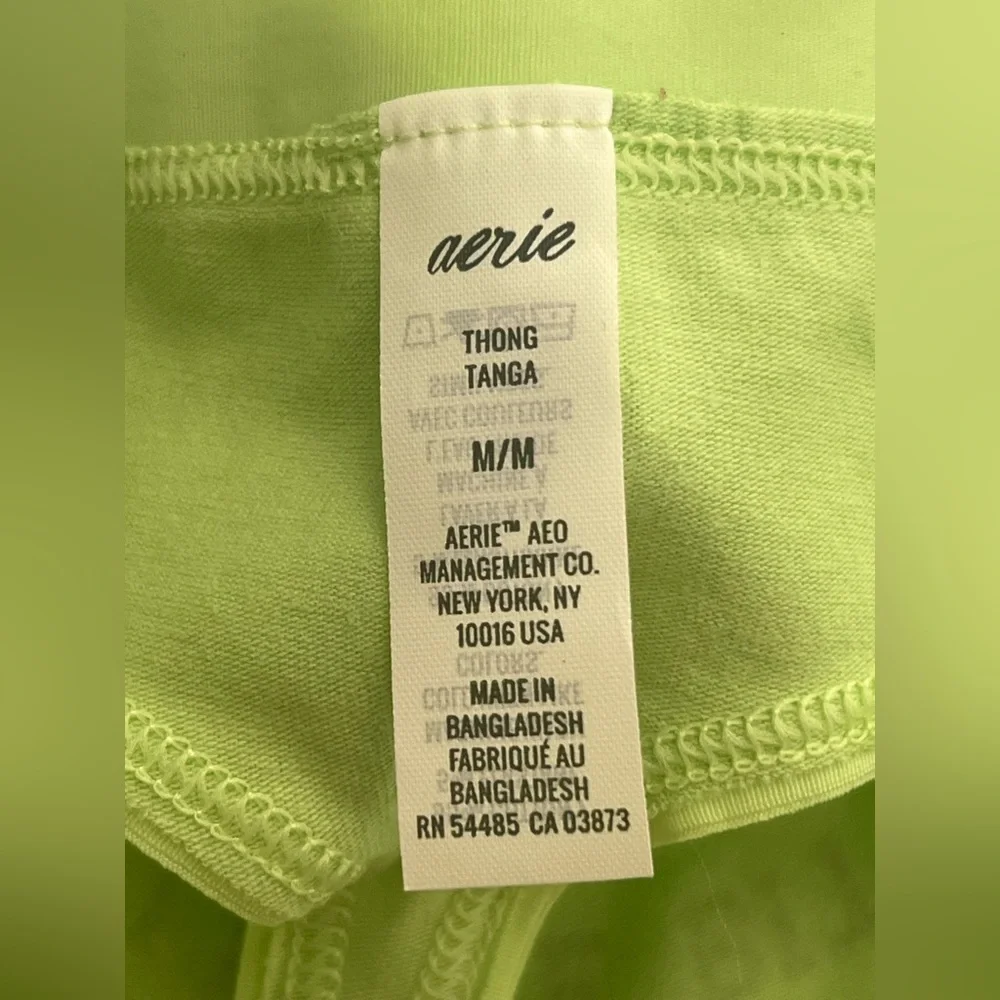 aerie
THONG
TANGA
M/M
AERIE™ AEO
MANAGEMENT CO.
NEW YORK, NY
10016 USA
MADE IN
BANGLADESH
FABRIQUÉ AU
BANGLADESH
RN 54485 CA 03873